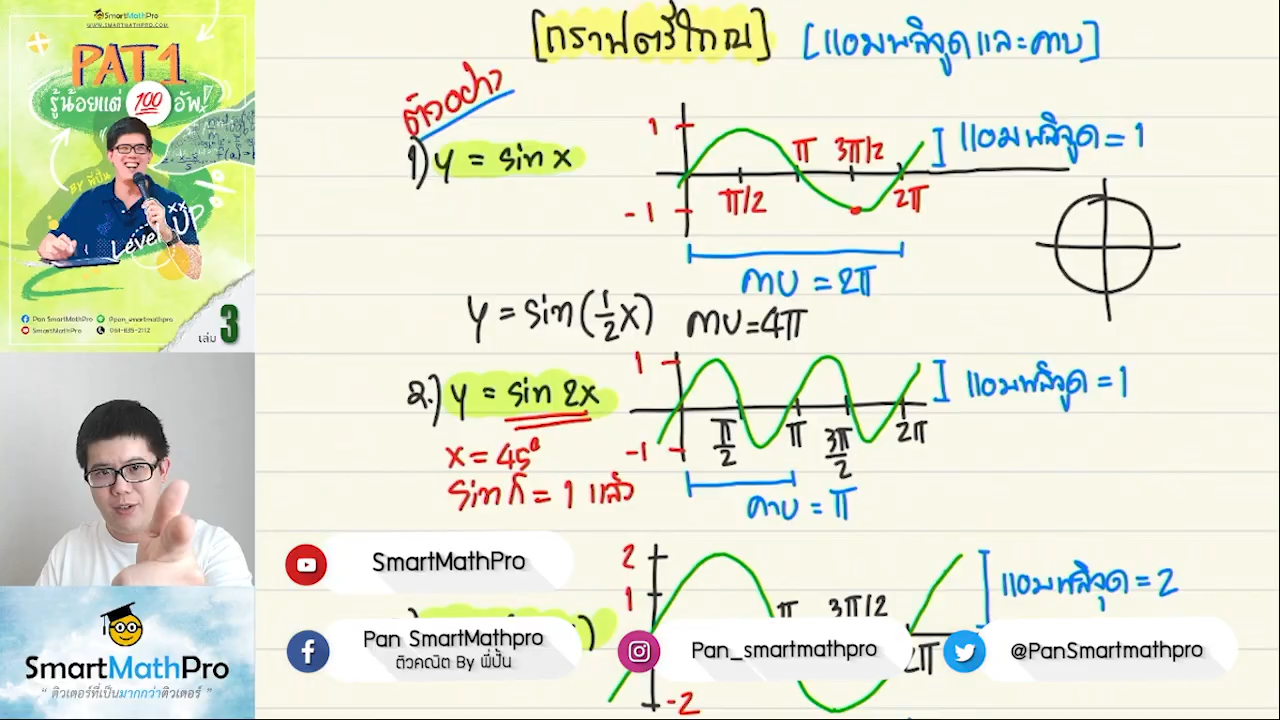 SmartMathPro
WWW.SMARTMATHPRO.COM
PAT1
รู้น้อยแต่ 100 อัพ!
BY พี่ปั้น
Level UP
Pan SmartMathPro
@pan_smartmathpro
SmartMathPro
เล่ม 3
[กราฟตรีโกณ] [แอมพลิจูดและคาบ]
ตัวอย่าง
1) y = sin x
1
-1
π/2
π
3π/2
2π
แอมพลิจูด = 1
คาบ = 2π
y = sin(½x) คาบ = 4π
2.) y = sin 2x
x = 45°
sin ก็ = 1 แล้ว
1
-1
π/2
π
3π/2
2π
แอมพลิจูด = 1
คาบ = π
2
1
-2
π
3π/2
2π
แอมพลิจูด = 2
SmartMathPro
Pan SmartMathpro
ติวคณิต By พี่ปั้น
Pan_smartmathpro
@PanSmartmathpro
SmartMathPro
“ ติวเตอร์ที่เป็นมากกว่าติวเตอร์ ”